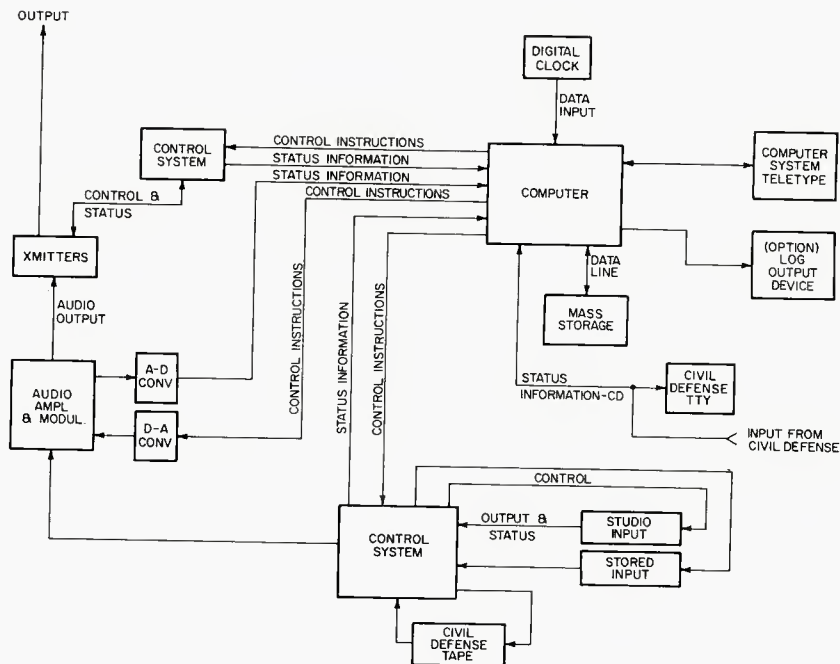 OUTPUT
DIGITAL
CLOCK
DATA
INPUT
CONTROL
SYSTEM
CONTROL INSTRUCTIONS
STATUS INFORMATION
STATUS INFORMATION
CONTROL INSTRUCTIONS
COMPUTER
COMPUTER
SYSTEM
TELETYPE
CONTROL &
STATUS
XMITTERS
AUDIO
OUTPUT
(OPTION)
LOG
OUTPUT
DEVICE
DATA
LINE
MASS
STORAGE
A-D
CONV
AUDIO
AMPL
& MODUL.
D-A
CONV
CONTROL INSTRUCTIONS
STATUS INFORMATION
CONTROL INSTRUCTIONS
STATUS
INFORMATION-CD
CIVIL
DEFENSE
TTY
INPUT FROM
CIVIL DEFENSE
CONTROL
OUTPUT &
STATUS
STUDIO
INPUT
CONTROL
SYSTEM
STORED
INPUT
CIVIL
DEFENSE
TAPE